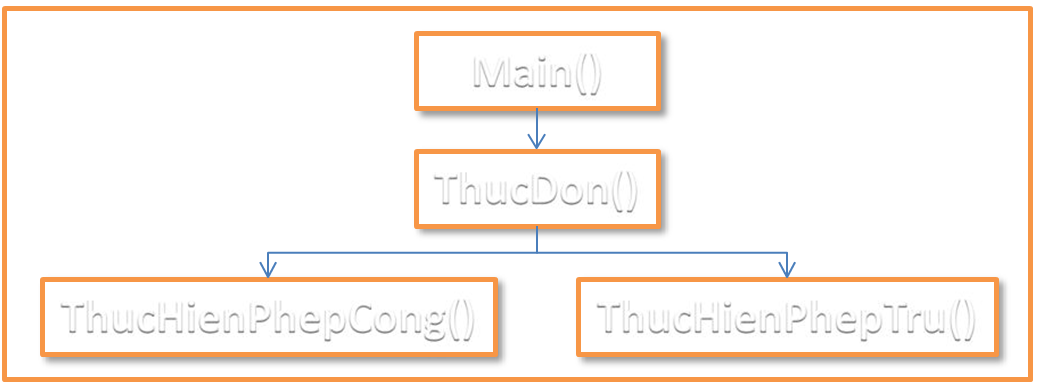 Main()
ThucDon()
ThucHienPhepCong()
ThucHienPhepTru()